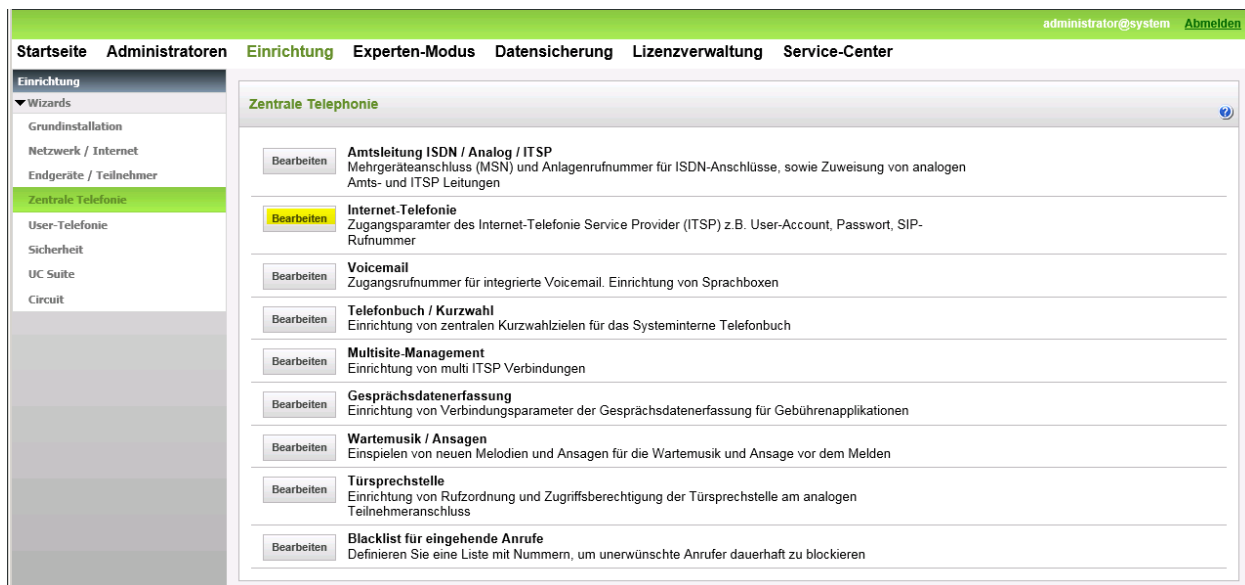 administrator@system Abmelden
Startseite Administratoren Einrichtung Experten-Modus Datensicherung Lizenzverwaltung Service-Center
Einrichtung
Wizards
Grundinstallation
Netzwerk / Internet
Endgeräte / Teilnehmer
Zentrale Telefonie
User-Telefonie
Sicherheit
UC Suite
Circuit
Zentrale Telephonie
?
Bearbeiten
Amtsleitung ISDN / Analog / ITSP
Mehrgeräteanschluss (MSN) und Anlagenrufnummer für ISDN-Anschlüsse, sowie Zuweisung von analogen
Amts- und ITSP Leitungen
Bearbeiten
Internet-Telefonie
Zugangsparamter des Internet-Telefonie Service Provider (ITSP) z.B. User-Account, Passwort, SIP-
Rufnummer
Bearbeiten
Voicemail
Zugangsrufnummer für integrierte Voicemail. Einrichtung von Sprachboxen
Bearbeiten
Telefonbuch / Kurzwahl
Einrichtung von zentralen Kurzwahlzielen für das Systeminterne Telefonbuch
Bearbeiten
Multisite-Management
Einrichtung von multi ITSP Verbindungen
Bearbeiten
Gesprächsdatenerfassung
Einrichtung von Verbindungsparameter der Gesprächsdatenerfassung für Gebührenapplikationen
Bearbeiten
Wartemusik / Ansagen
Einspielen von neuen Melodien und Ansagen für die Wartemusik und Ansage vor dem Melden
Bearbeiten
Türsprechstelle
Einrichtung von Rufzordnung und Zugriffsberechtigung der Türsprechstelle am analogen
Teilnehmeranschluss
Bearbeiten
Blacklist für eingehende Anrufe
Definieren Sie eine Liste mit Nummern, um unerwünschte Anrufer dauerhaft zu blockieren